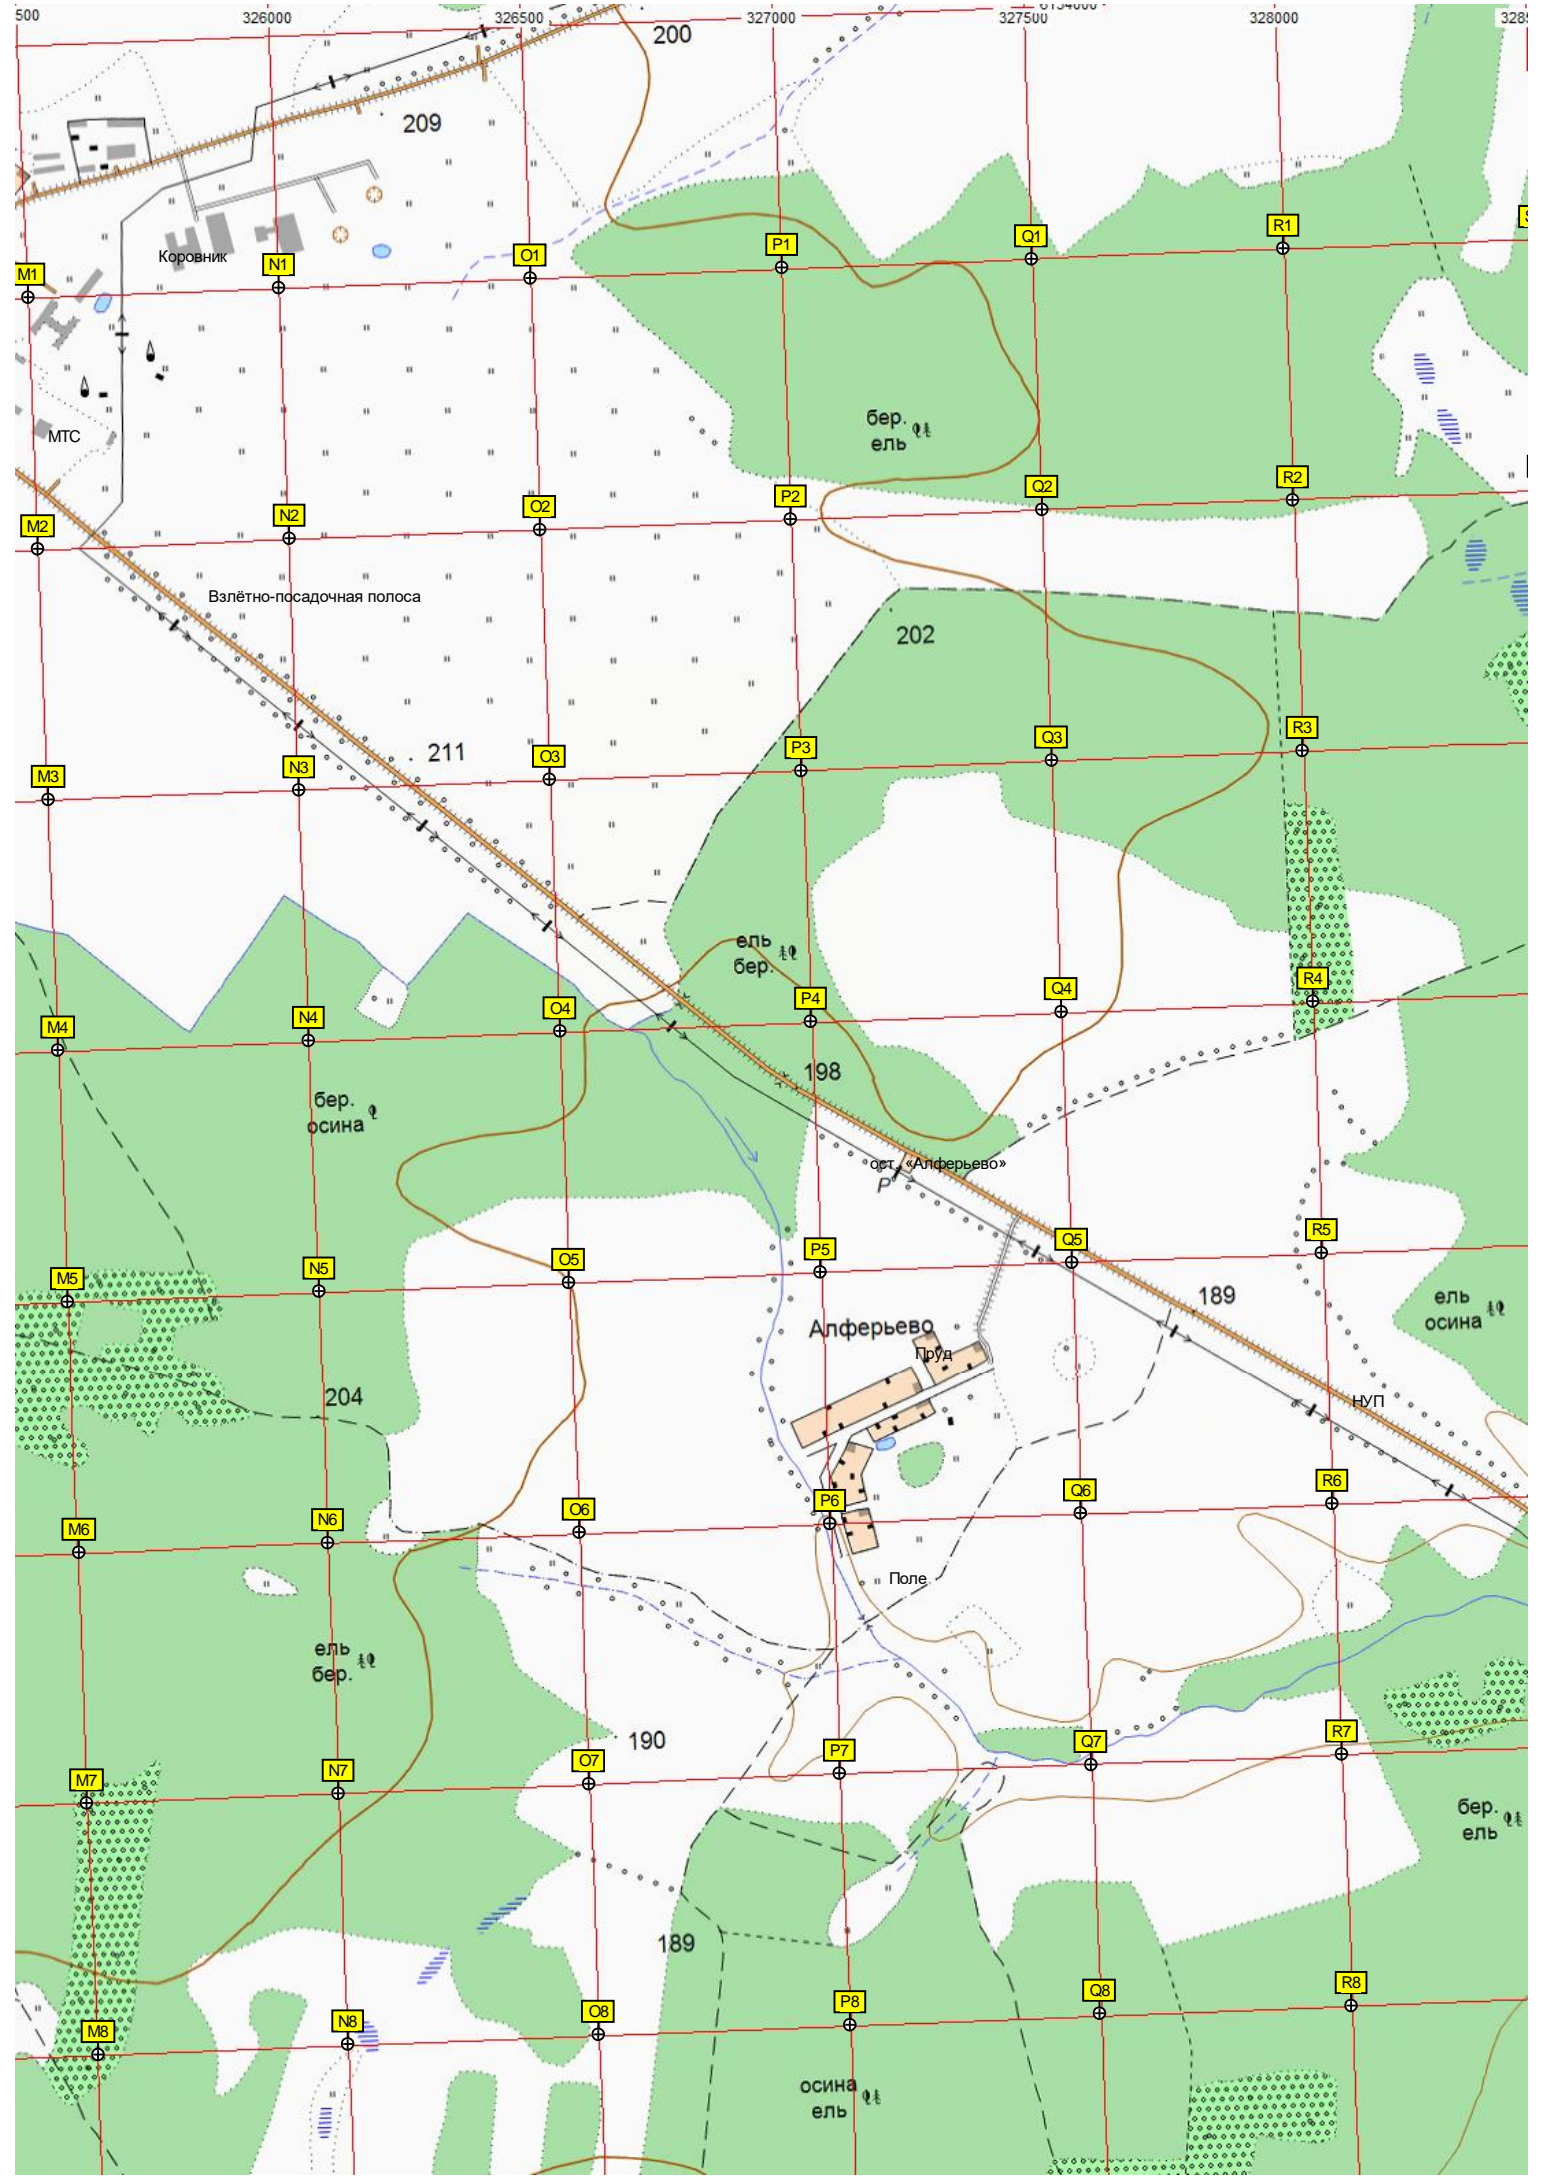 500 326000 326500 327000 327500 328000
200
209
Коровник
M1 N1 O1 P1 Q1 R1
МТС
бер.
ель
M2 N2 O2 P2 Q2 R2
Взлётно-посадочная полоса
202
211
M3 N3 O3 P3 Q3 R3
ель
бер.
M4 N4 O4 P4 Q4 R4
198
бер.
осина
ост. «Алферьево»
Р
M5 N5 O5 P5 Q5 R5
189
Алферьево
ель
осина
Пруд
204
НУП
M6 N6 O6 P6 Q6 R6
Поле
ель
бер.
190
M7 N7 O7 P7 Q7 R7
бер.
ель
189
M8 N8 O8 P8 Q8 R8
осина
ель